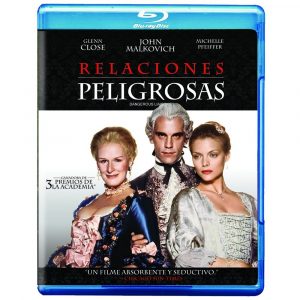 Blu-ray Disc
GLENN
CLOSE
JOHN
MALKOVICH
MICHELLE
PFEIFFER
RELACIONES
PELIGROSAS
GANADORA DE
3 PREMIOS DE
LA ACADEMIA
"UN FILME ABSORBENTE Y SEDUCTIVO."